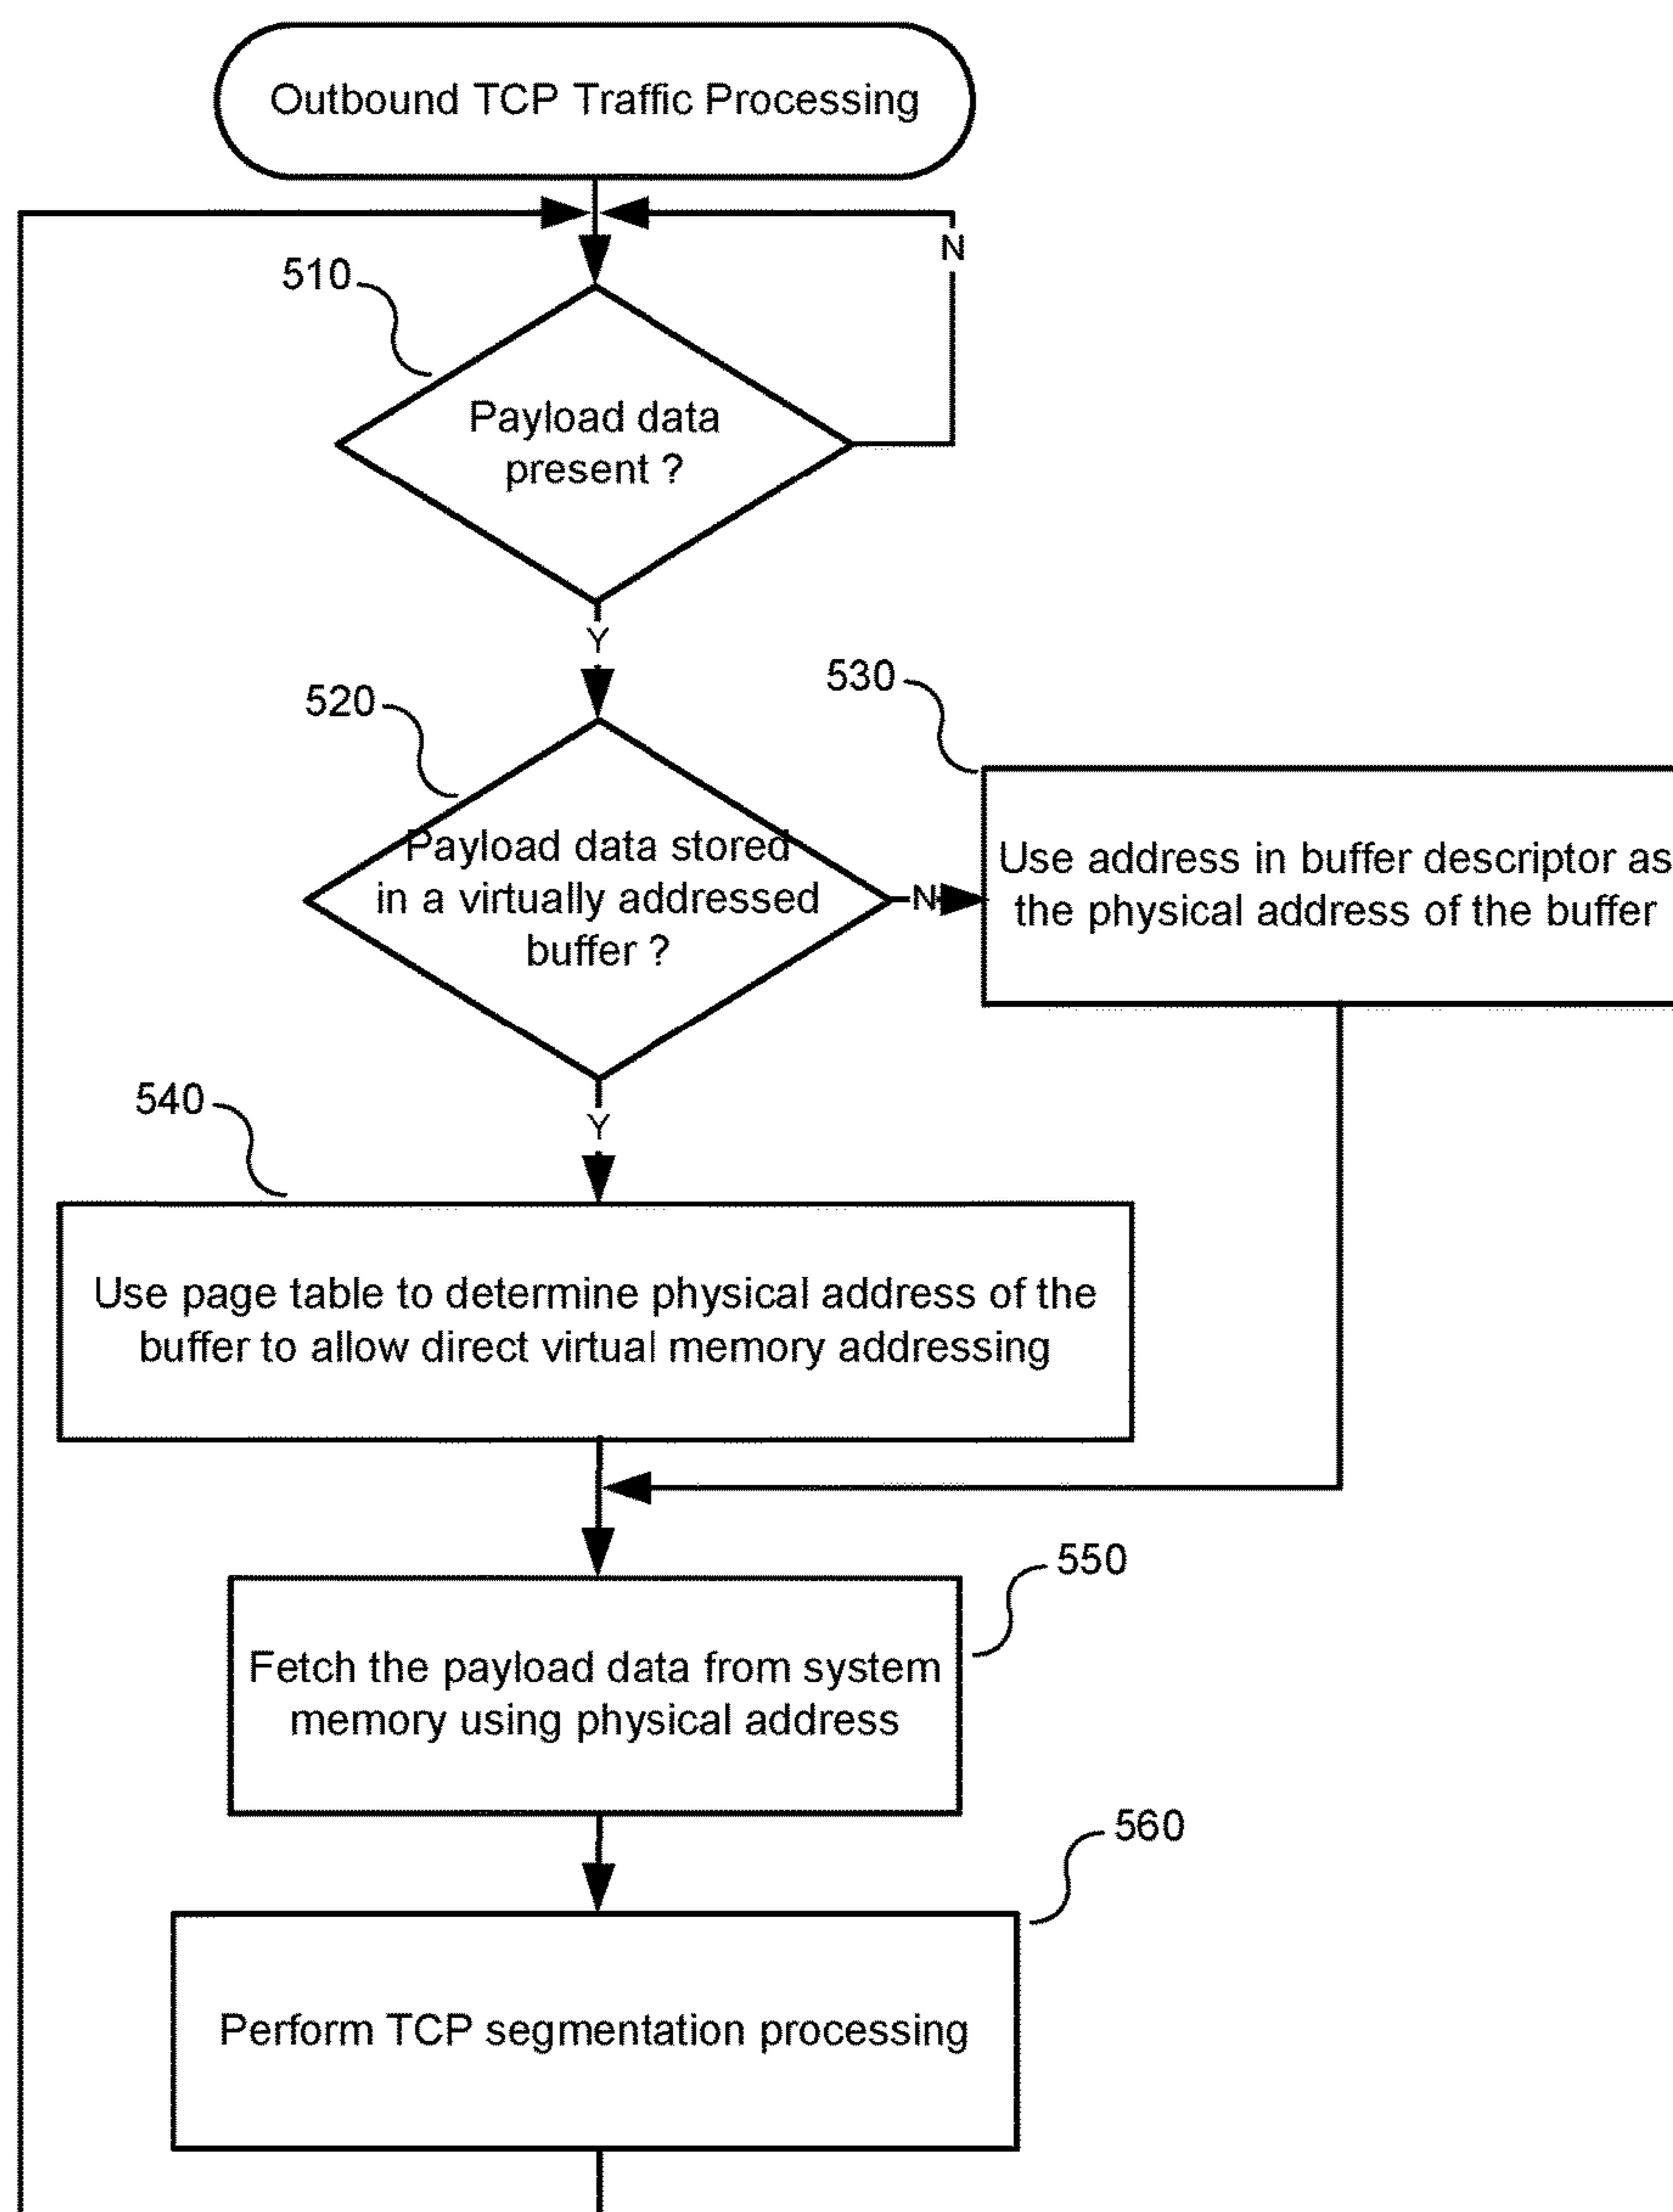 Outbound TCP Traffic Processing
N
510
Payload data
present ?
Y
520
530
Payload data stored
in a virtually addressed
buffer ?
N
Use address in buffer descriptor as
the physical address of the buffer
540
Y
Use page table to determine physical address of the
buffer to allow direct virtual memory addressing
550
Fetch the payload data from system
memory using physical address
560
Perform TCP segmentation processing